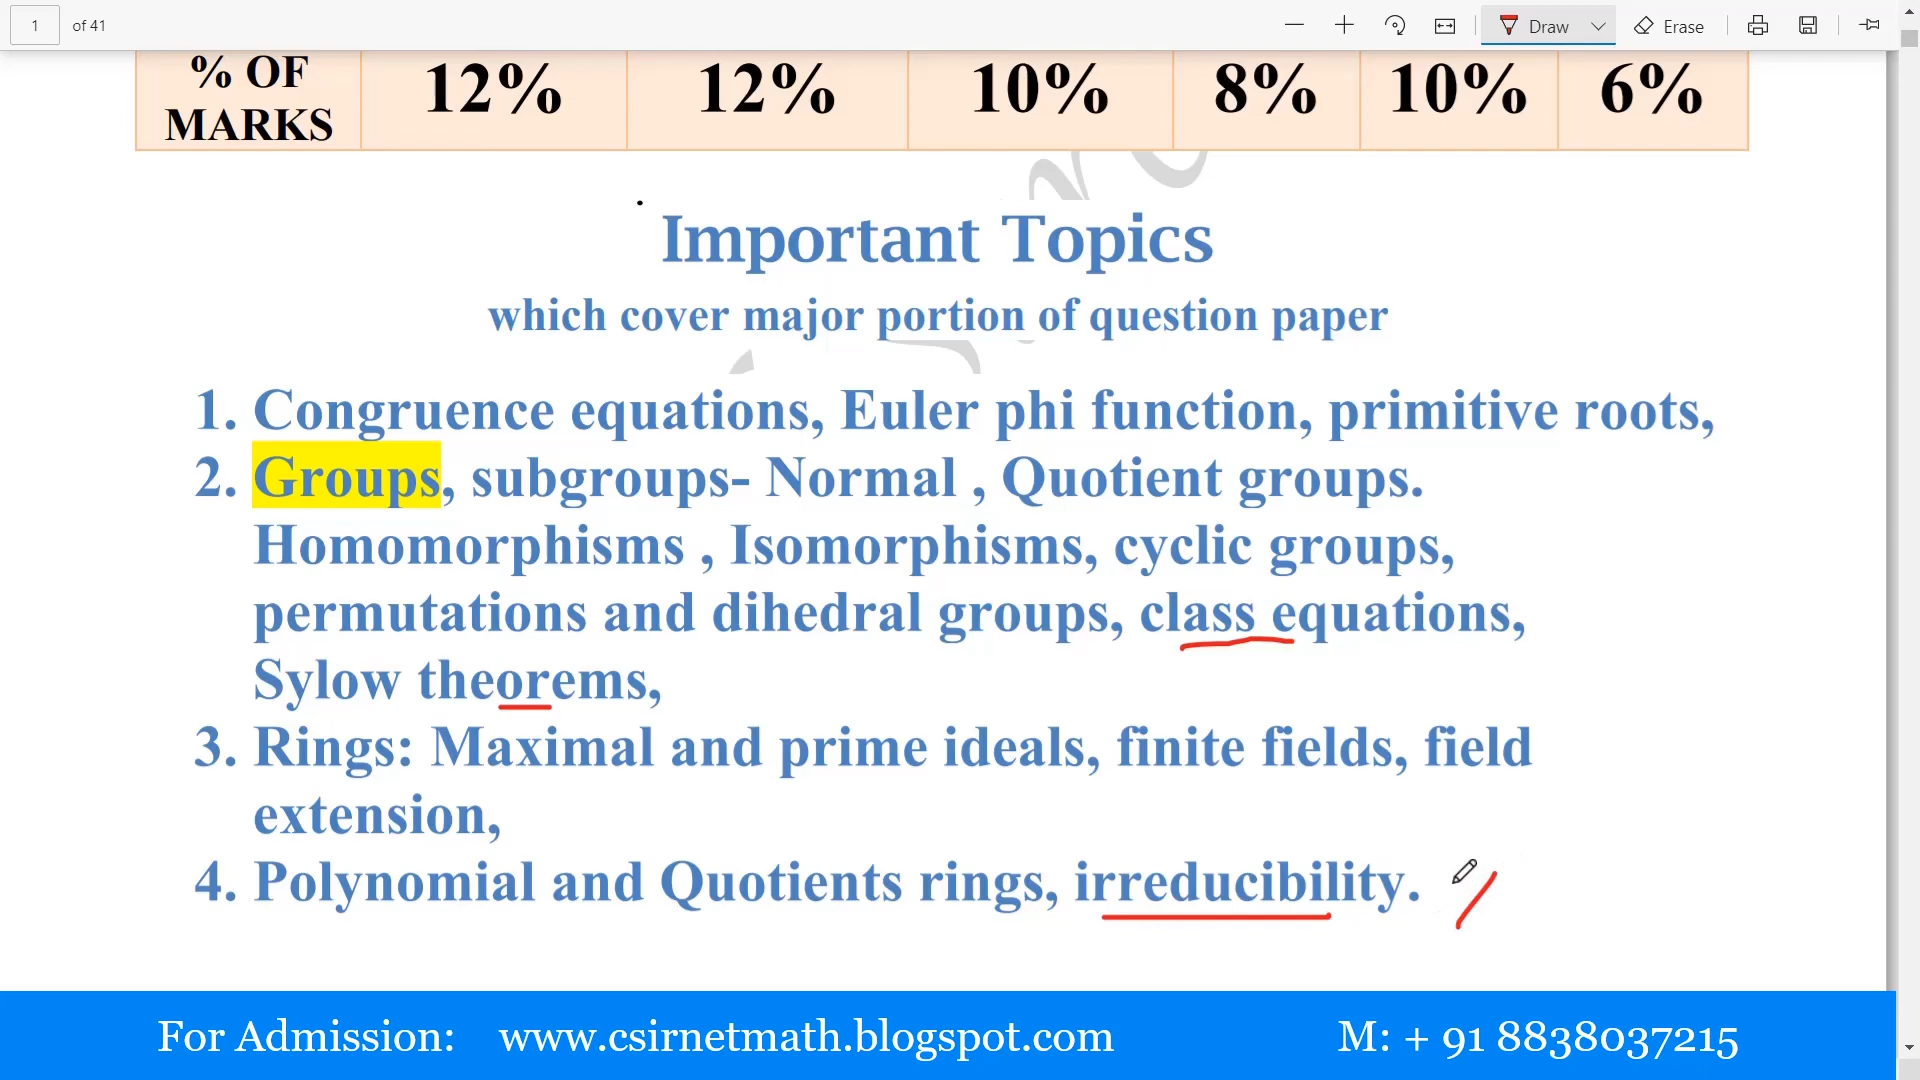 1 of 41 Draw Erase
% OF
MARKS 12% 12% 10% 8% 10% 6%
Important Topics
which cover major portion of question paper
1. Congruence equations, Euler phi function, primitive roots,
2. Groups, subgroups- Normal , Quotient groups.
Homomorphisms , Isomorphisms, cyclic groups,
permutations and dihedral groups, class equations,
Sylow theorems,
3. Rings: Maximal and prime ideals, finite fields, field
extension,
4. Polynomial and Quotients rings, irreducibility.
For Admission: www.csirnetmath.blogspot.com M: + 91 8838037215